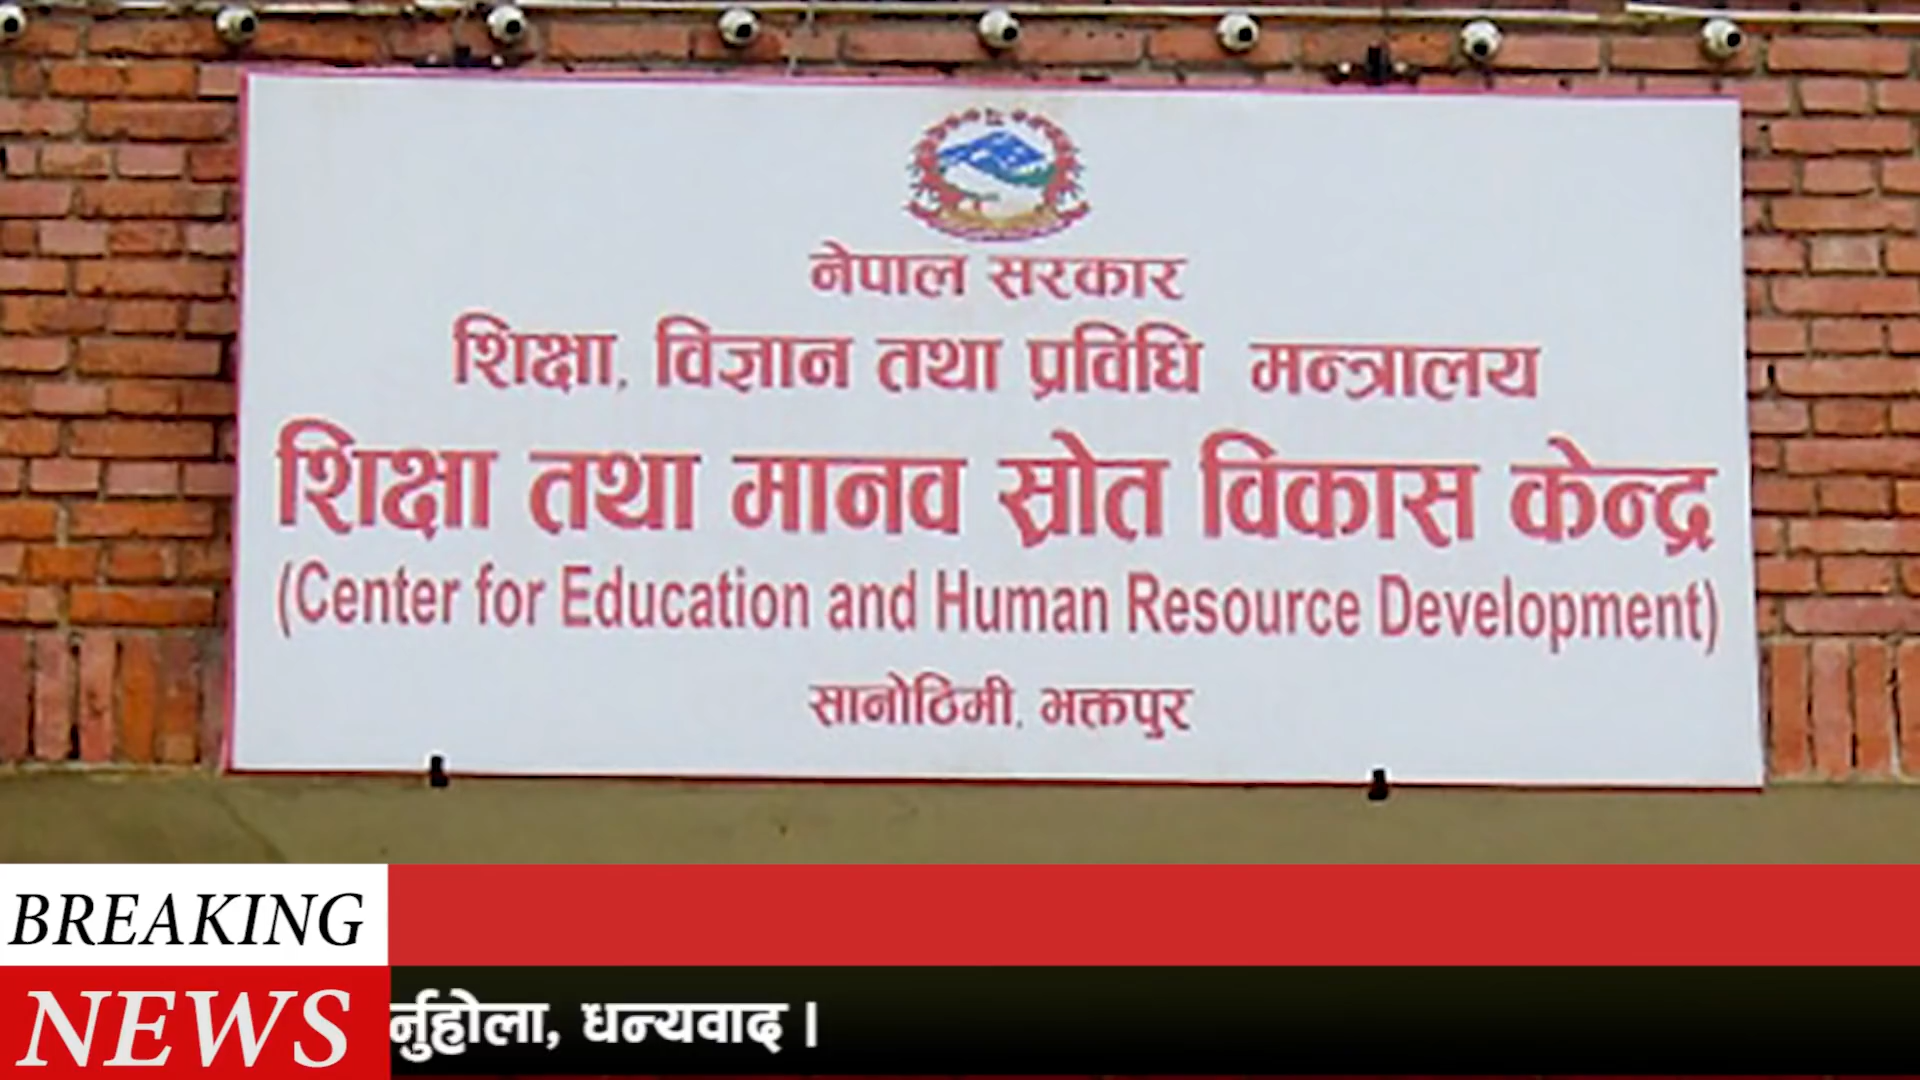 नेपाल सरकार
शिक्षा, विज्ञान तथा प्रविधि मन्त्रालय
शिक्षा तथा मानव स्रोत विकास केन्द्र
(Center for Education and Human Resource Development)
सानोठिमी, भक्तपुर
BREAKING
NEWS
र्नुहोला, धन्यवाद ।